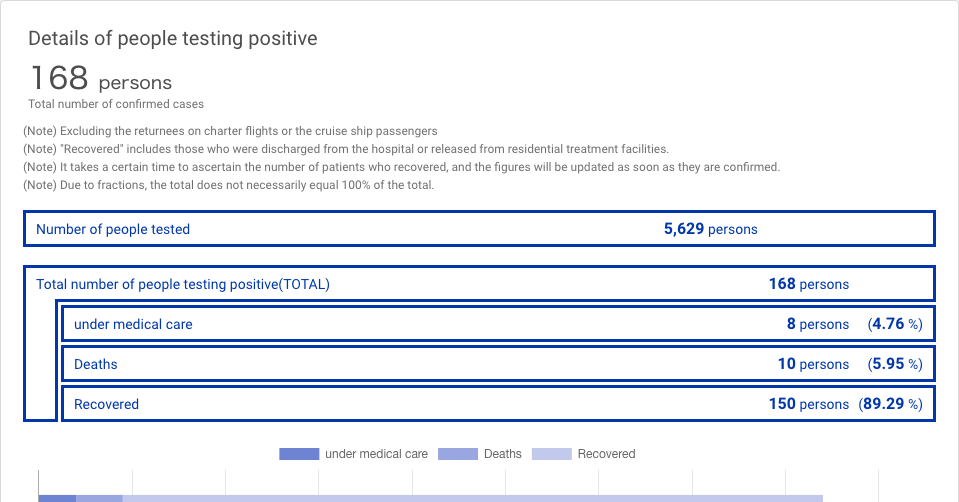 Details of people testing positive
168 persons
Total number of confirmed cases
(Note) Excluding the returnees on charter flights or the cruise ship passengers
(Note) "Recovered" includes those who were discharged from the hospital or released from residential treatment facilities.
(Note) It takes a certain time to ascertain the number of patients who recovered, and the figures will be updated as soon as they are confirmed.
(Note) Due to fractions, the total does not necessarily equal 100% of the total.
Number of people tested 5,629 persons
Total number of people testing positive(TOTAL) 168 persons
under medical care 8 persons (4.76 %)
Deaths 10 persons (5.95 %)
Recovered 150 persons (89.29 %)
under medical care Deaths Recovered